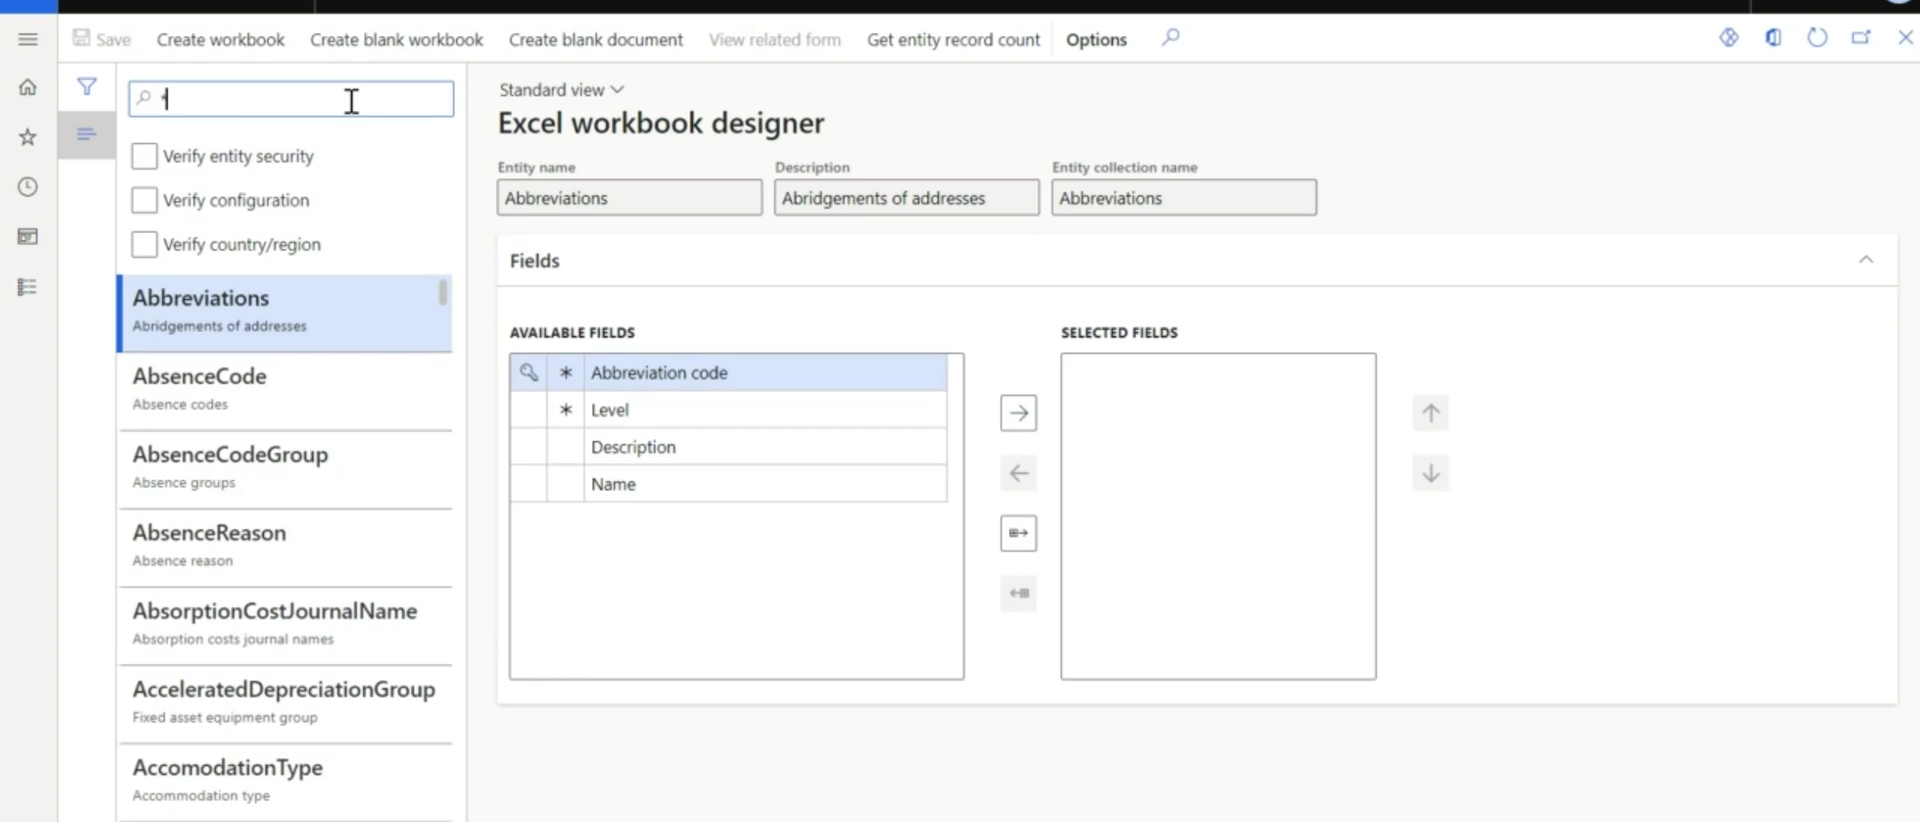 Save Create workbook Create blank workbook Create blank document View related form Get entity record count Options
Verify entity security
Verify configuration
Verify country/region
Abbreviations
Abridgements of addresses
AbsenceCode
Absence codes
AbsenceCodeGroup
Absence groups
AbsenceReason
Absence reason
AbsorptionCostJournalName
Absorption costs journal names
AcceleratedDepreciationGroup
Fixed asset equipment group
AccomodationType
Accommodation type
Standard view
Excel workbook designer
Entity name Description Entity collection name
Abbreviations Abridgements of addresses Abbreviations
Fields
AVAILABLE FIELDS SELECTED FIELDS
* Abbreviation code
* Level
Description
Name